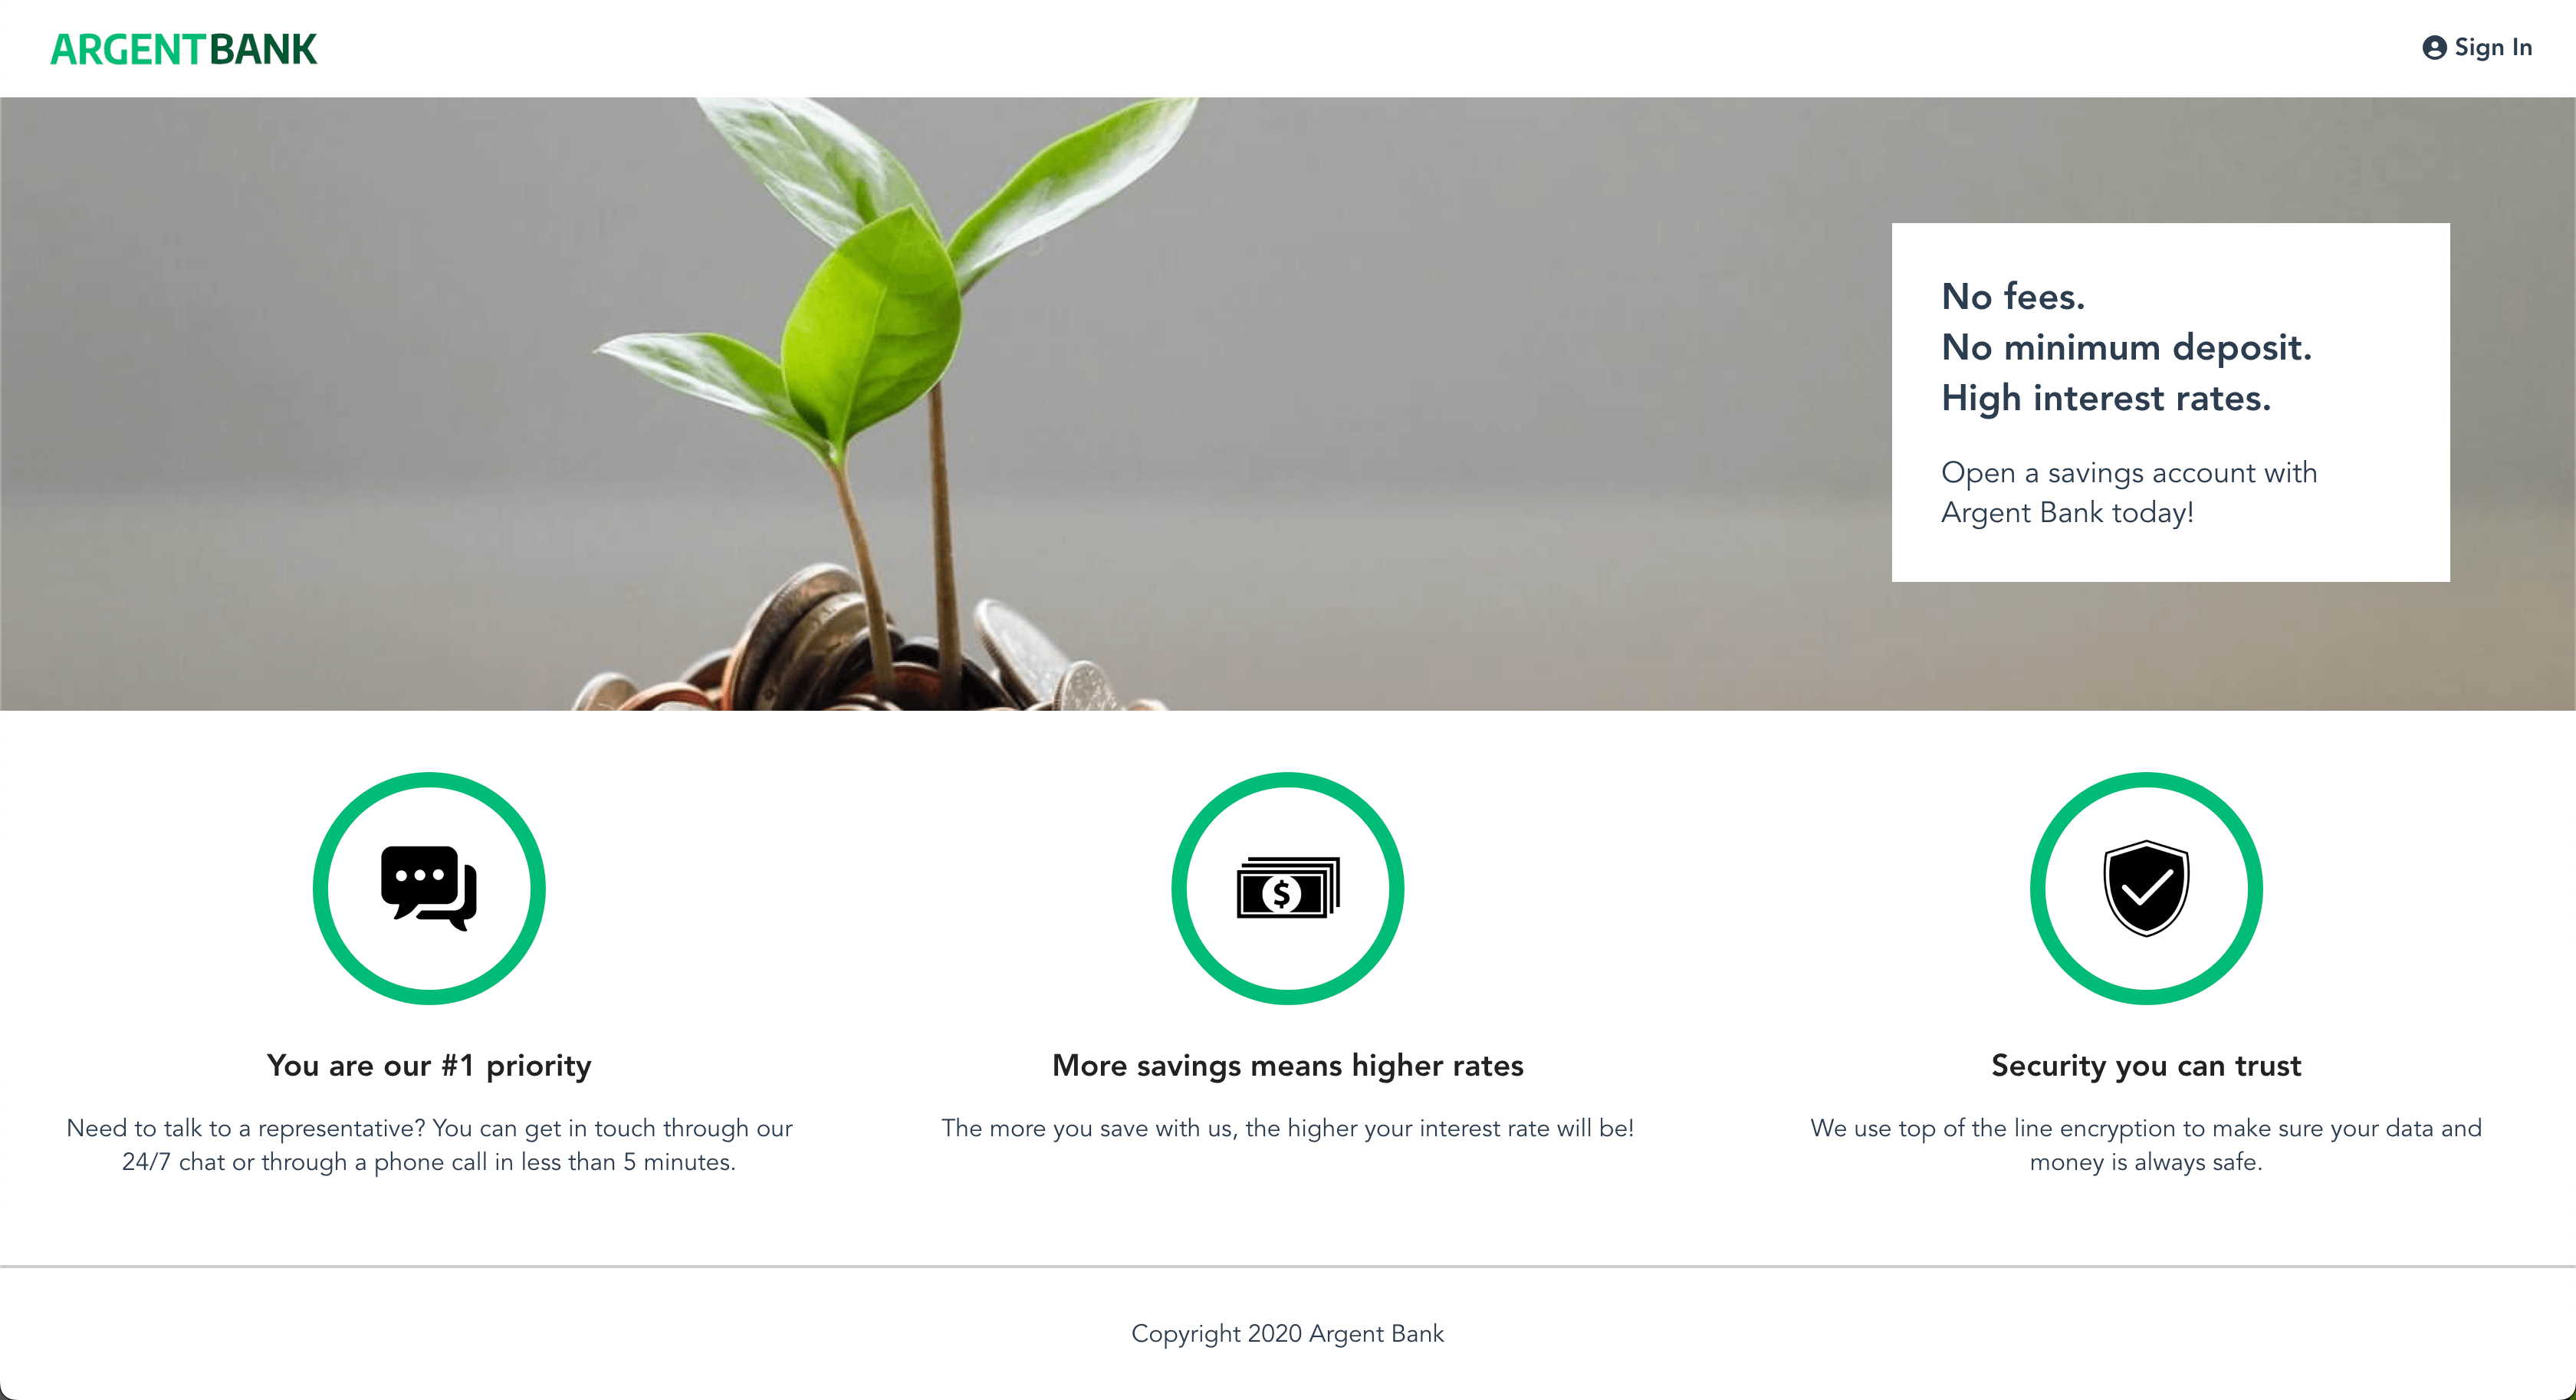 ARGENTBANK
Sign In
No fees.
No minimum deposit.
High interest rates.
Open a savings account with
Argent Bank today!
$
You are our #1 priority
Need to talk to a representative? You can get in touch through our
24/7 chat or through a phone call in less than 5 minutes.
More savings means higher rates
The more you save with us, the higher your interest rate will be!
Security you can trust
We use top of the line encryption to make sure your data and
money is always safe.
Copyright 2020 Argent Bank